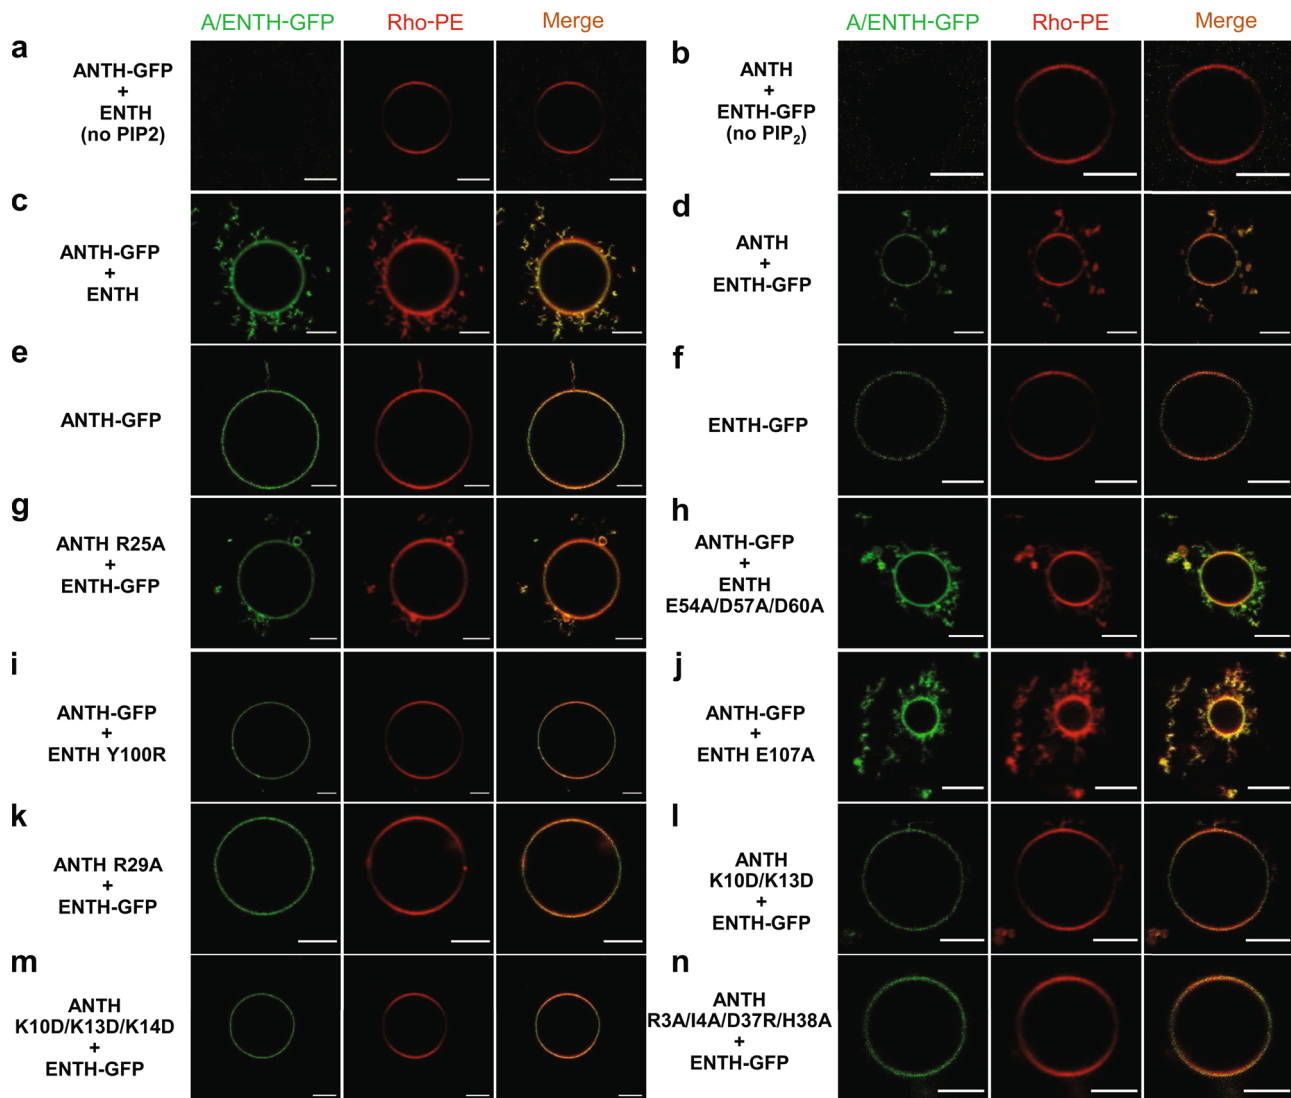 A/ENTH-GFP Rho-PE Merge A/ENTH-GFP Rho-PE Merge
a
ANTH-GFP
+
ENTH
(no PIP2)
b
ANTH
+
ENTH-GFP
(no PIP₂)
c
ANTH-GFP
+
ENTH
d
ANTH
+
ENTH-GFP
e
ANTH-GFP
f
ENTH-GFP
g
ANTH R25A
+
ENTH-GFP
h
ANTH-GFP
+
ENTH
E54A/D57A/D60A
i
ANTH-GFP
+
ENTH Y100R
j
ANTH-GFP
+
ENTH E107A
k
ANTH R29A
+
ENTH-GFP
l
ANTH
K10D/K13D
+
ENTH-GFP
m
ANTH
K10D/K13D/K14D
+
ENTH-GFP
n
ANTH
R3A/I4A/D37R/H38A
+
ENTH-GFP